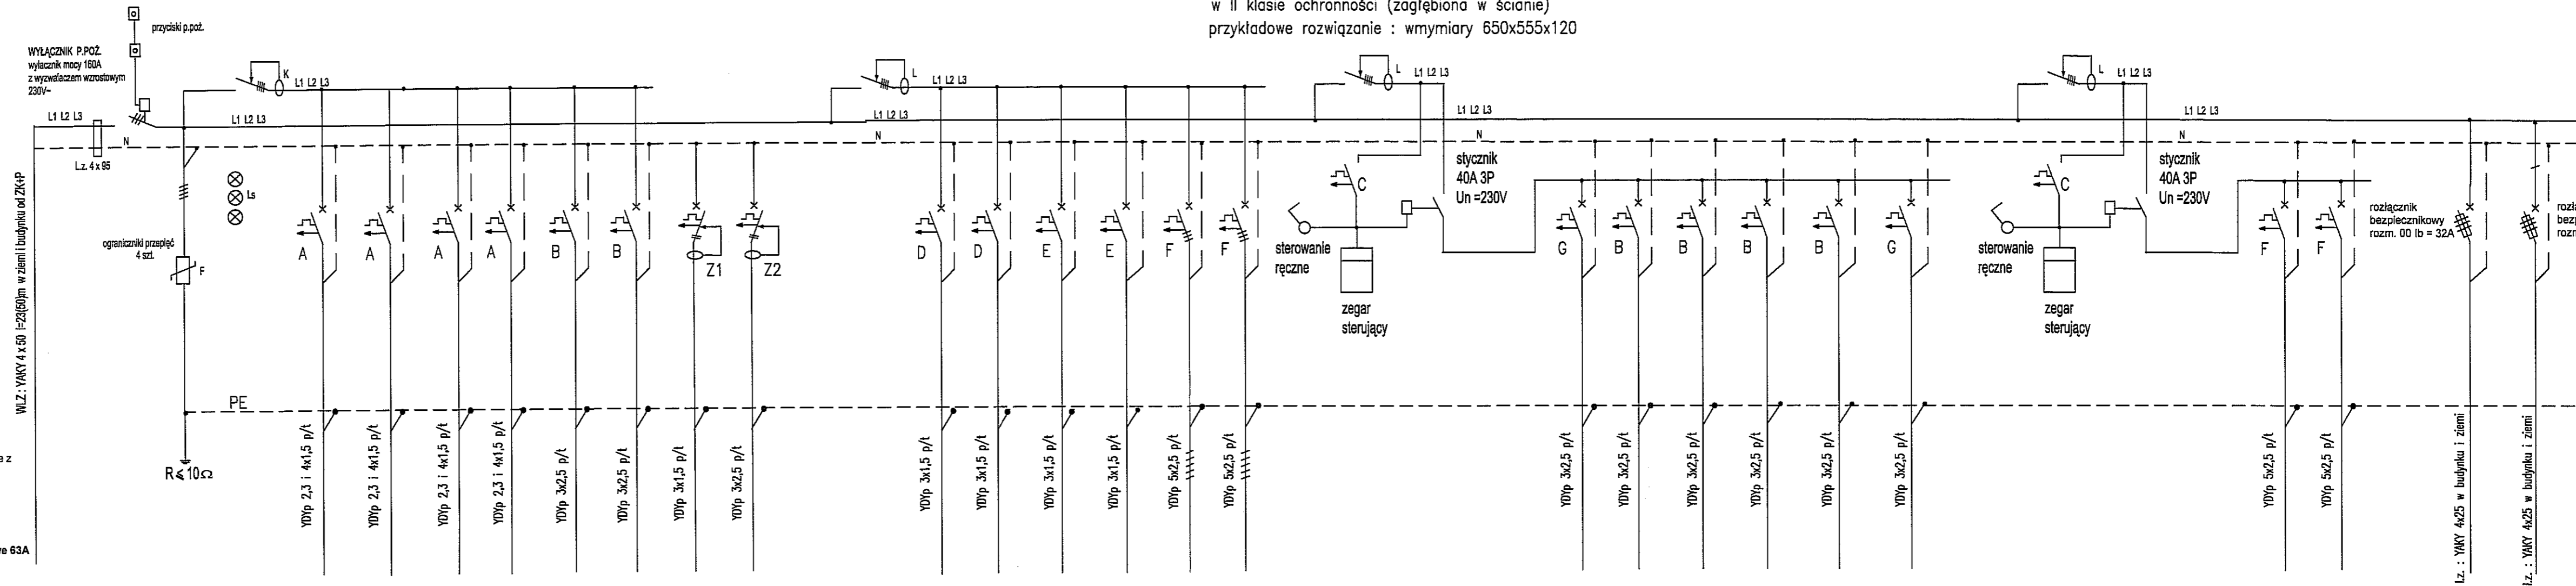 w II klasie ochronności (zagłębiona w ścianie)
przykładowe rozwiązanie : wmymiary 650x555x120
przyciski p.poż.
WYŁĄCZNIK P.POŻ.
wyłacznik mocy 160A
z wyzwalaczem wzrostowym
230V~
K
L1 L2 L3
L
L1 L2 L3
L
L1 L2 L3
L
L1 L2 L3
L1 L2 L3
L1 L2 L3
L1 L2 L3
L1 L2 L3
L1 L2 L3
N
N
N
N
L.z. 4 x 95
WLZ : YAKY 4 x 50 l=23(50)m w ziemi i budynku od ZK+P
Ls
ograniczniki przepięć
4 szt.
F
A
A
A
A
B
B
Z1
Z2
D
D
E
E
F
F
C
stycznik
40A 3P
Un =230V
sterowanie
ręczne
zegar
sterujący
G
B
B
B
B
G
C
stycznik
40A 3P
Un =230V
sterowanie
ręczne
zegar
sterujący
F
F
rozłącznik
bezpiecznikowy
rozm. 00 Ib = 32A
PE
R⩽10Ω
e z
63A
YDYp 2,3 i 4x1,5 p/t
YDYp 2,3 i 4x1,5 p/t
YDYp 2,3 i 4x1,5 p/t
YDYp 2,3 i 4x1,5 p/t
YDYp 3x2,5 p/t
YDYp 3x2,5 p/t
YDYp 3x1,5 p/t
YDYp 3x2,5 p/t
YDYp 3x1,5 p/t
YDYp 3x1,5 p/t
YDYp 3x1,5 p/t
YDYp 3x1,5 p/t
YDYp 5x2,5 p/t
YDYp 5x2,5 p/t
YDYp 3x2,5 p/t
YDYp 3x2,5 p/t
YDYp 3x2,5 p/t
YDYp 3x2,5 p/t
YDYp 3x2,5 p/t
YDYp 3x2,5 p/t
YDYp 5x2,5 p/t
YDYp 5x2,5 p/t
l.z. : YAKY 4x25 w budynku i ziemi
l.z. : YAKY 4x25 w budynku i ziemi